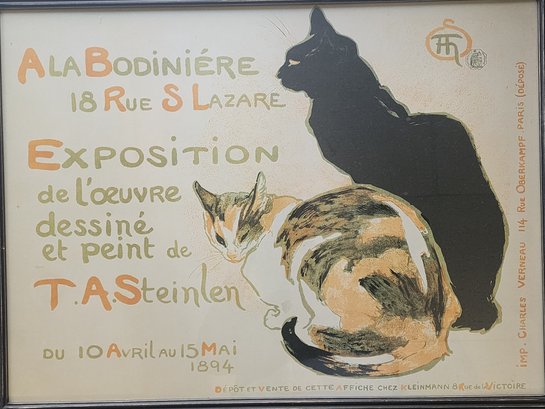 A LA BODINIÉRE
18 RUE S LAZARE
EXPOSITION
de l'œuvre
dessiné
et peint de
T.A.Steinlen
DU 10 AVRIL AU 15 MAI
1894
DÉPÔT ET VENTE DE CETTE AFFICHE CHEZ KLEINMANN 8 RUE de la VICTOIRE
IMP. CHARLES VERNEAU 114 RUE OBERKAMPF. PARIS (DÉPOSÉ)